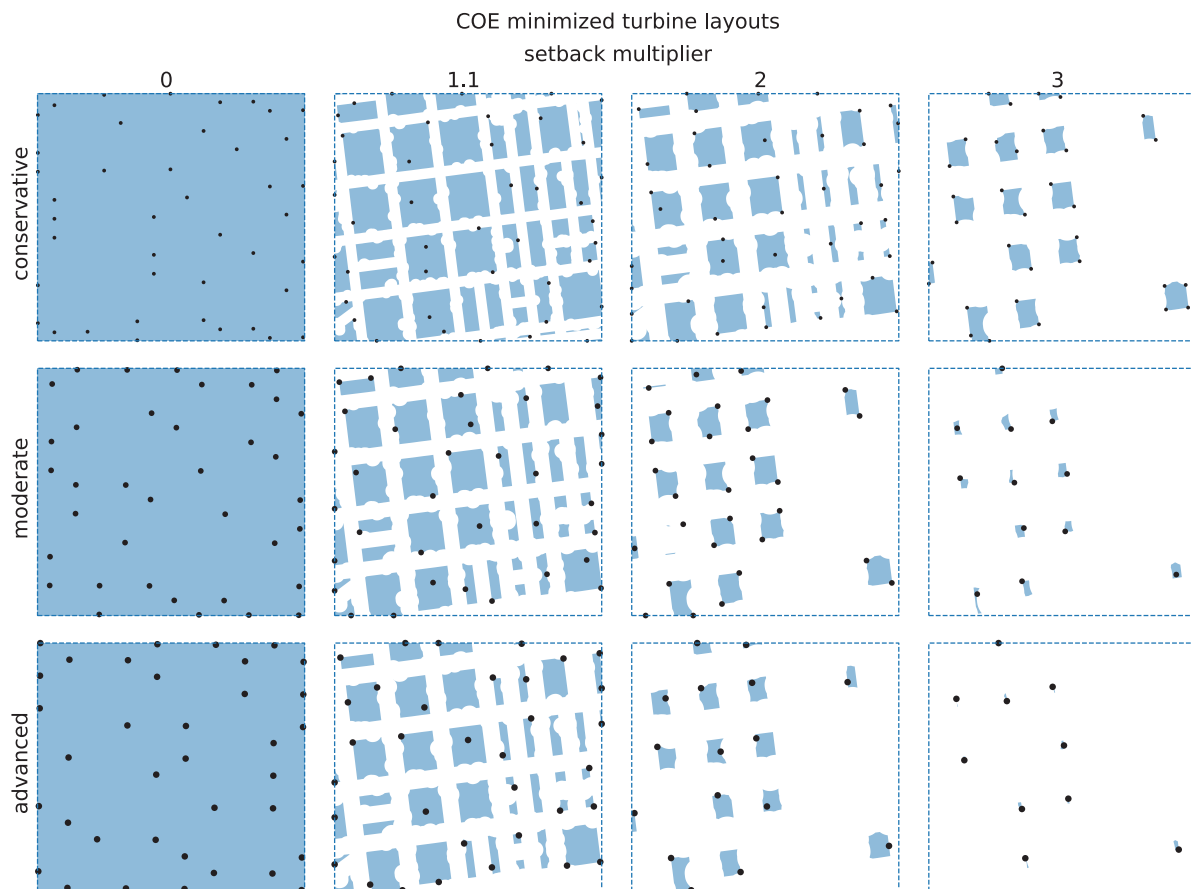 COE minimized turbine layouts
setback multiplier
0 1.1 2 3
conservative
moderate
advanced